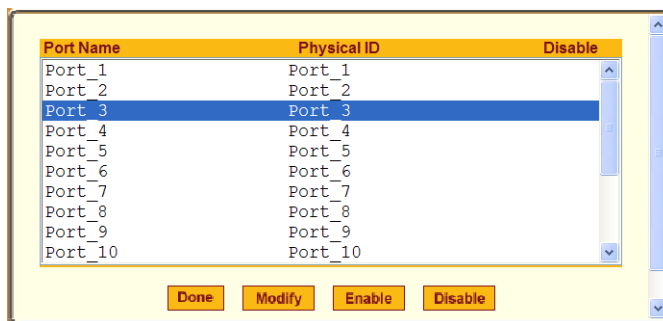 Port Name Physical ID Disable
Port_1 Port_1
Port_2 Port_2
Port_3 Port_3
Port_4 Port_4
Port_5 Port_5
Port_6 Port_6
Port_7 Port_7
Port_8 Port_8
Port_9 Port_9
Port_10 Port_10
Done Modify Enable Disable